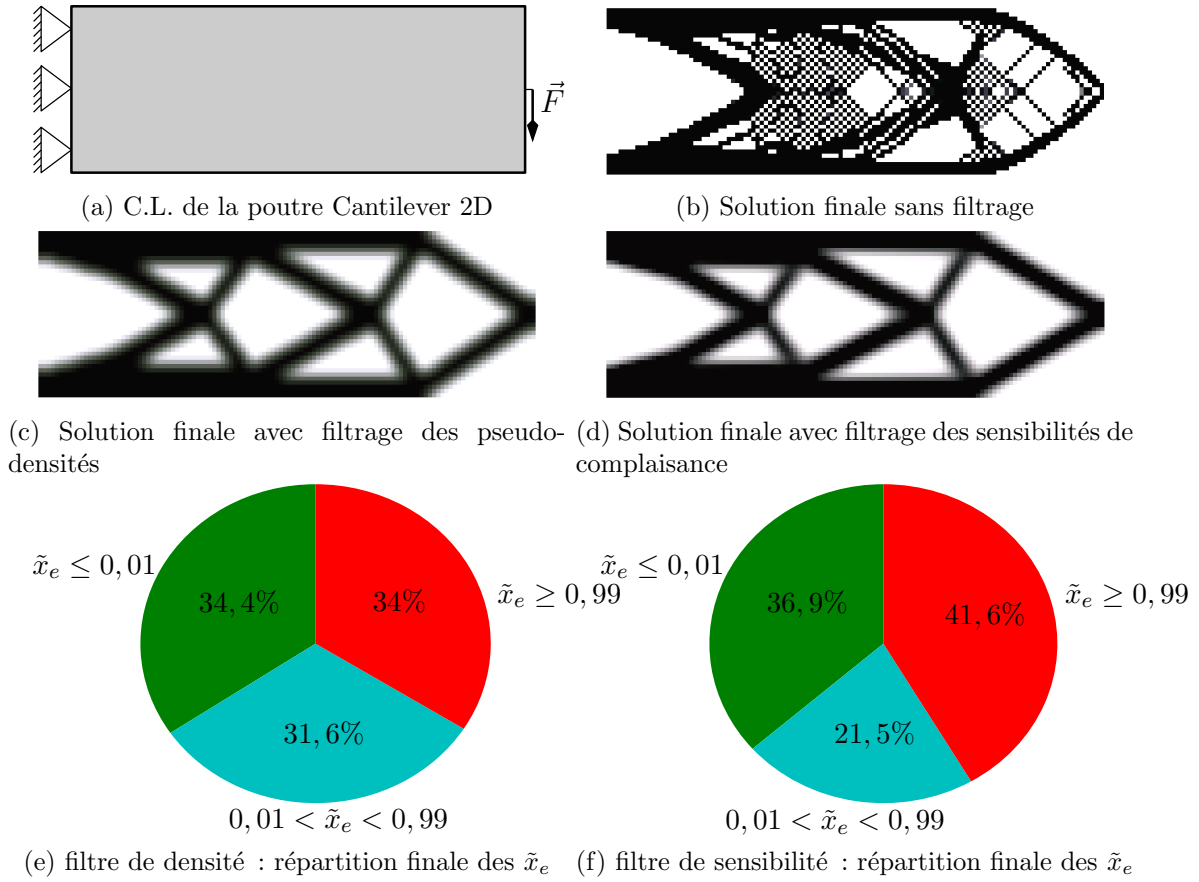 $\vec{F}$
(a) C.L. de la poutre Cantilever 2D
(b) Solution finale sans filtrage
(c) Solution finale avec filtrage des pseudo-
densités
(d) Solution finale avec filtrage des sensibilités de
complaisance
x̃e ≤ 0,01
34,4%
34%
x̃e ≥ 0,99
31,6%
0,01 < x̃e < 0,99
(e) filtre de densité : répartition finale des x̃e
x̃e ≤ 0,01
36,9%
41,6%
x̃e ≥ 0,99
21,5%
0,01 < x̃e < 0,99
(f) filtre de sensibilité : répartition finale des x̃e